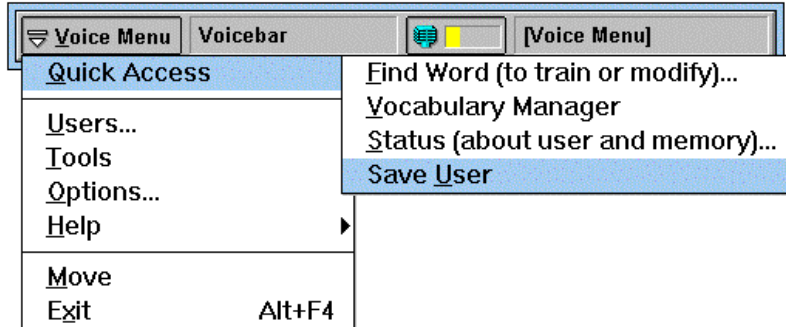 Voice Menu Voicebar [Voice Menu]
Quick Access
Find Word (to train or modify)...
Vocabulary Manager
Status (about user and memory)...
Save User
Users...
Tools
Options...
Help
Move
Exit Alt+F4